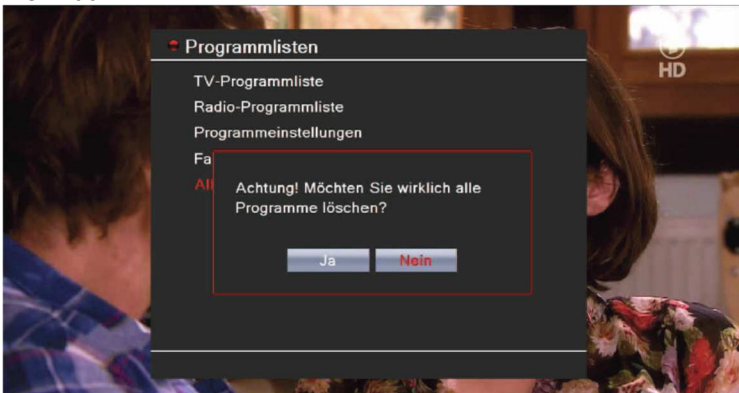 Programmlisten
HD
TV-Programmliste
Radio-Programmliste
Programmeinstellungen
Fa
All
Achtung! Möchten Sie wirklich alle
Programme löschen?
Ja Nein